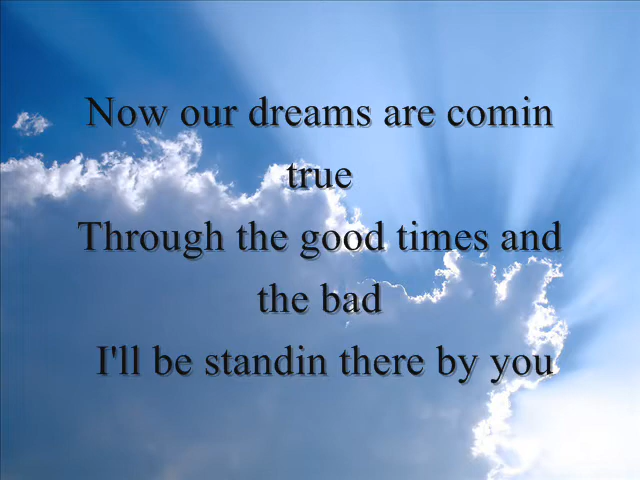 Now our dreams are comin
true
Through the good times and
the bad
I'll be standin there by you